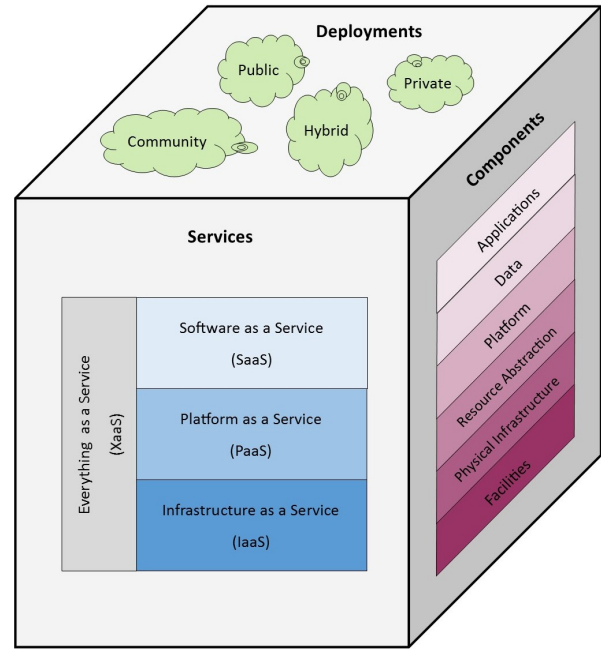 Deployments
Public
Private
Community
Hybrid
Services
Everything as a Service
(XaaS)
Software as a Service
(SaaS)
Platform as a Service
(PaaS)
Infrastructure as a Service
(IaaS)
Components
Applications
Data
Platform
Resource Abstraction
Physical Infrastructure
Facilities